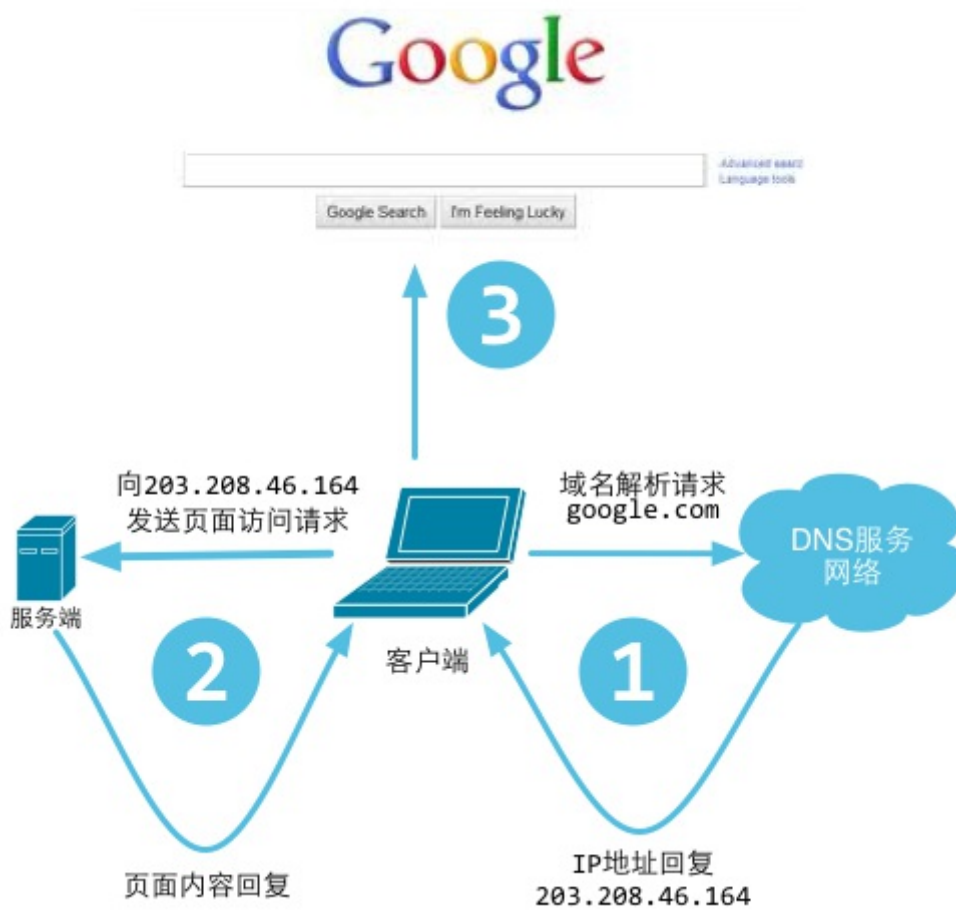 Google
Advanced searc
Language tools
Google Search
I'm Feeling Lucky
3
向203.208.46.164
发送页面访问请求
域名解析请求
google.com
DNS服务
网络
服务端
2
客户端
1
页面内容回复
IP地址回复
203.208.46.164